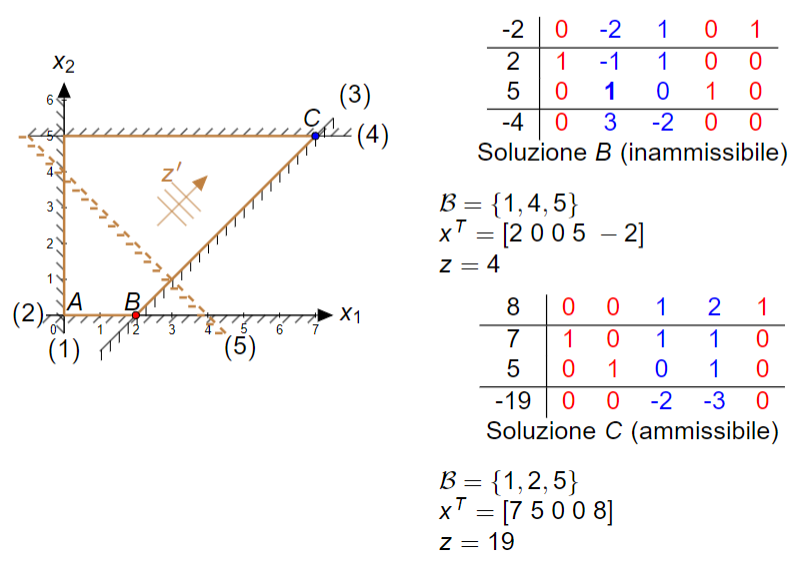 x₂
6
(3)
C
5
(4)
4
z'
3
2
1
(2)
A
B
x₁
0
1
2
3
4
5
6
7
(1)
(5)
-2 0 -2 1 0 1
2 1 -1 1 0 0
5 0 1 0 1 0
-4 0 3 -2 0 0
Soluzione B (inammissibile)
ℬ = {1, 4, 5}
xᵀ = [2 0 0 5 − 2]
z = 4
8 0 0 1 2 1
7 1 0 1 1 0
5 0 1 0 1 0
-19 0 0 -2 -3 0
Soluzione C (ammissibile)
ℬ = {1, 2, 5}
xᵀ = [7 5 0 0 8]
z = 19